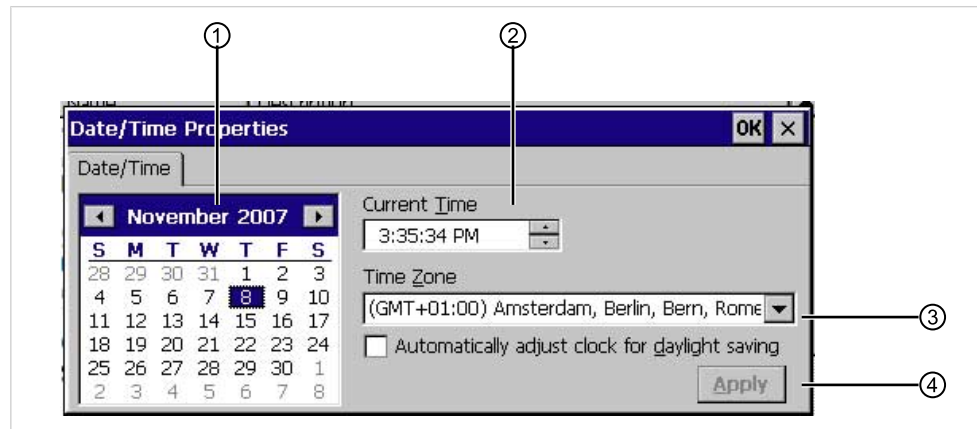 ① ②
Name Description
Date/Time Properties OK ×
Date/Time
November 2007
S M T W T F S
28 29 30 31 1 2 3
4 5 6 7 8 9 10
11 12 13 14 15 16 17
18 19 20 21 22 23 24
25 26 27 28 29 30 1
2 3 4 5 6 7 8
Current Time
3:35:34 PM
Time Zone
(GMT+01:00) Amsterdam, Berlin, Bern, Rome
③
Automatically adjust clock for daylight saving
Apply
④